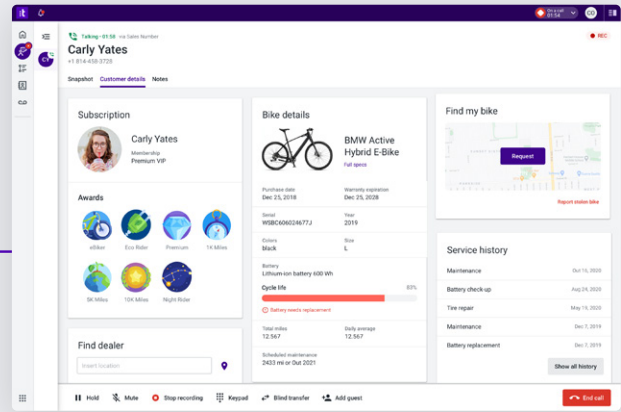 On a call
01:54
CO
Talking - 01:50 via Sales Number
REC
Carly Yates
CY
+1 814-450-3728
Snapshot Customer details Notes
Subscription
Carly Yates
Membership
Premium VIP
Awards
eBiker Eco Rider Premium 1K Miles
5K Miles 10K Miles Night Rider
Find dealer
Insert location
Bike details
BMW Active
Hybrid E-Bike
Full specs
Purchase date Warranty expiration
Dec 25, 2018 Dec 25, 2028
Serial Year
WSBC606024677J 2019
Colors Size
black L
Battery
Lithium-ion battery 600 Wh
Cycle life 83%
Battery needs replacement
Total miles Daily average
12.567 12.567
Scheduled maintenance
2433 mi or Out 2021
Find my bike
Request
Report stolen bike
Service history
Maintenance Out 16, 2020
Battery check-up Aug 24, 2020
Tire repair May 19, 2020
Maintenance Dec 7, 2019
Battery replacement Dec 7, 2019
Show all history
Hold Mute Stop recording Keypad Blind transfer Add guest End call